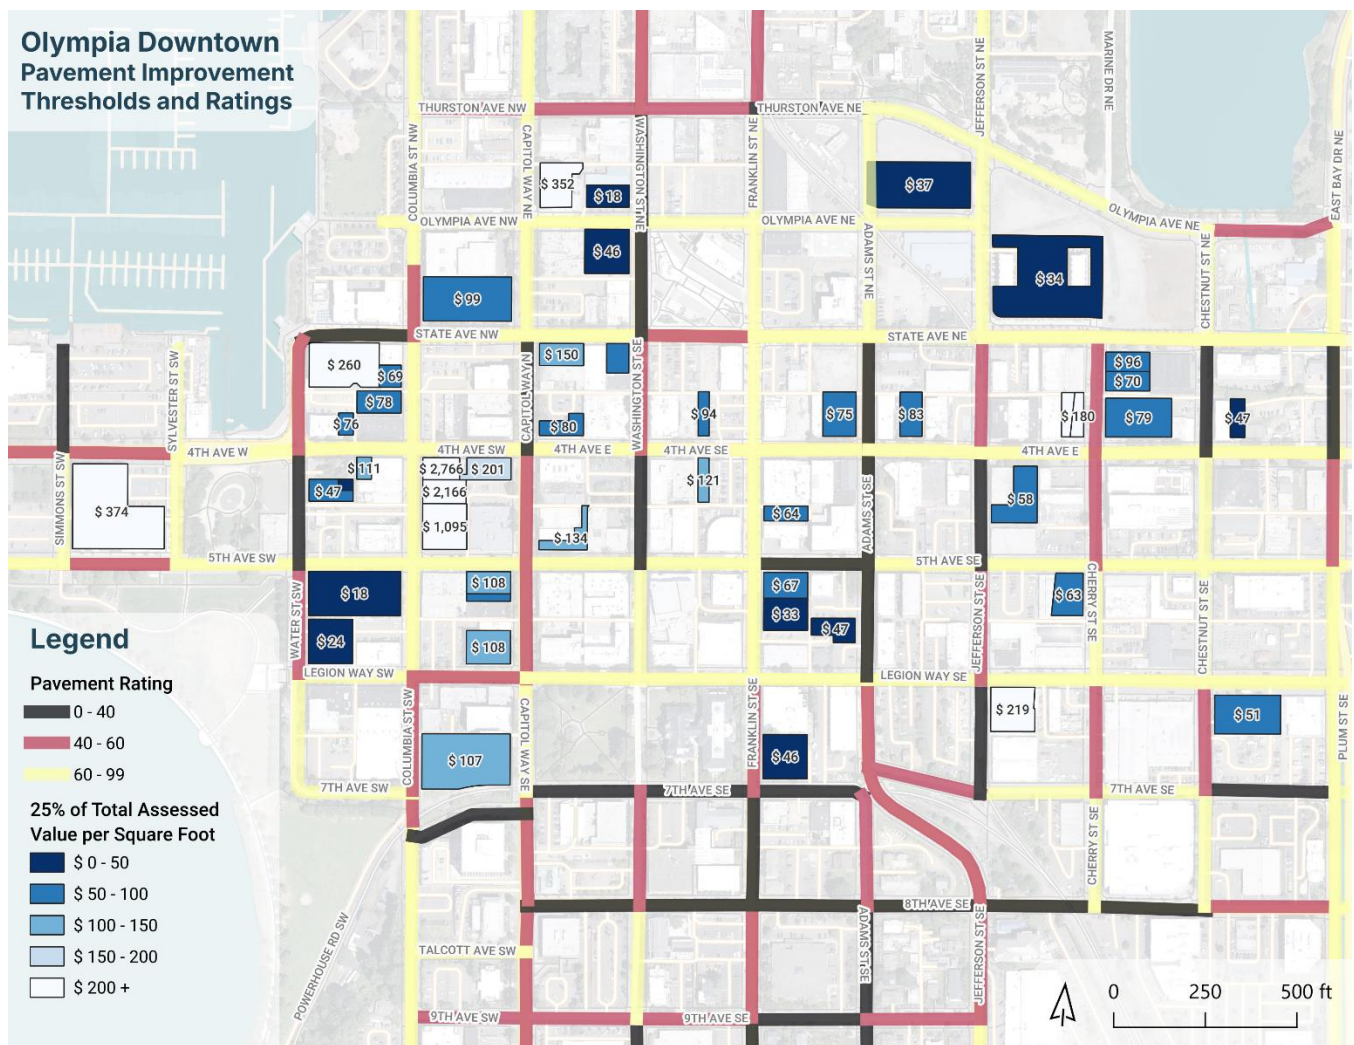 Olympia Downtown
Pavement Improvement
Thresholds and Ratings
THURSTON AVE NW
THURSTON AVE NE
COLUMBIA ST NW
CAPITOL WAY NE
WASHINGTON ST NE
FRANKLIN ST NE
JEFFERSON ST NE
MARINE DR NE
EAST BAY DR NE
$ 352
$ 18
$ 37
OLYMPIA AVE NW
OLYMPIA AVE NE
OLYMPIA AVE NE
ADAMS ST NE
CHESTNUT ST NE
$ 46
$ 34
$ 99
STATE AVE NW
STATE AVE NE
SYLVESTER ST SW
CAPITOL WAY N
WASHINGTON ST SE
$ 260
$ 69
$ 150
$ 96
$ 70
$ 78
$ 76
$ 80
$ 94
$ 75
$ 83
$ 180
$ 79
$ 47
4TH AVE W
4TH AVE SW
4TH AVE E
4TH AVE SE
4TH AVE E
SIMMONS ST SW
$ 111
$ 2,766
$ 201
$ 47
$ 2,166
$ 121
$ 58
$ 374
$ 1,095
$ 134
$ 64
ADAMS ST SE
5TH AVE SW
5TH AVE SE
WATER ST SW
$ 18
$ 108
$ 67
$ 63
$ 33
$ 24
$ 108
$ 47
JEFFERSON ST SE
CHERRY ST SE
CHESTNUT ST SE
LEGION WAY SW
LEGION WAY SE
COLUMBIA ST SW
CAPITOL WAY SE
FRANKLIN ST SE
PLUM ST SE
$ 219
$ 51
$ 107
$ 46
7TH AVE SW
7TH AVE SE
7TH AVE SE
CHERRY ST SE
8TH AVE SE
POWERHOUSE RD SW
TALCOTT AVE SW
ADAMS ST SE
JEFFERSON ST SE
9TH AVE SW
9TH AVE SE
Legend
Pavement Rating
0 - 40
40 - 60
60 - 99
25% of Total Assessed
Value per Square Foot
$ 0 - 50
$ 50 - 100
$ 100 - 150
$ 150 - 200
$ 200 +
0 250 500 ft